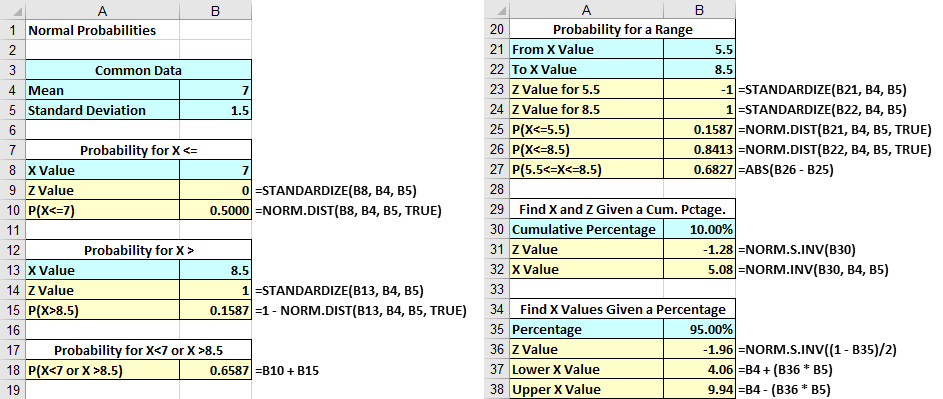 A B
1 Normal Probabilities
2
3 Common Data
4 Mean 7
5 Standard Deviation 1.5
6
7 Probability for X <=
8 X Value 7
9 Z Value 0 =STANDARDIZE(B8, B4, B5)
10 P(X<=7) 0.5000 =NORM.DIST(B8, B4, B5, TRUE)
11
12 Probability for X >
13 X Value 8.5
14 Z Value 1 =STANDARDIZE(B13, B4, B5)
15 P(X>8.5) 0.1587 =1 - NORM.DIST(B13, B4, B5, TRUE)
16
17 Probability for X<7 or X >8.5
18 P(X<7 or X >8.5) 0.6587 =B10 + B15
19
A B
20 Probability for a Range
21 From X Value 5.5
22 To X Value 8.5
23 Z Value for 5.5 -1 =STANDARDIZE(B21, B4, B5)
24 Z Value for 8.5 1 =STANDARDIZE(B22, B4, B5)
25 P(X<=5.5) 0.1587 =NORM.DIST(B21, B4, B5, TRUE)
26 P(X<=8.5) 0.8413 =NORM.DIST(B22, B4, B5, TRUE)
27 P(5.5<=X<=8.5) 0.6827 =ABS(B26 - B25)
28
29 Find X and Z Given a Cum. Pctage.
30 Cumulative Percentage 10.00%
31 Z Value -1.28 =NORM.S.INV(B30)
32 X Value 5.08 =NORM.INV(B30, B4, B5)
33
34 Find X Values Given a Percentage
35 Percentage 95.00%
36 Z Value -1.96 =NORM.S.INV((1 - B35)/2)
37 Lower X Value 4.06 =B4 + (B36 * B5)
38 Upper X Value 9.94 =B4 - (B36 * B5)